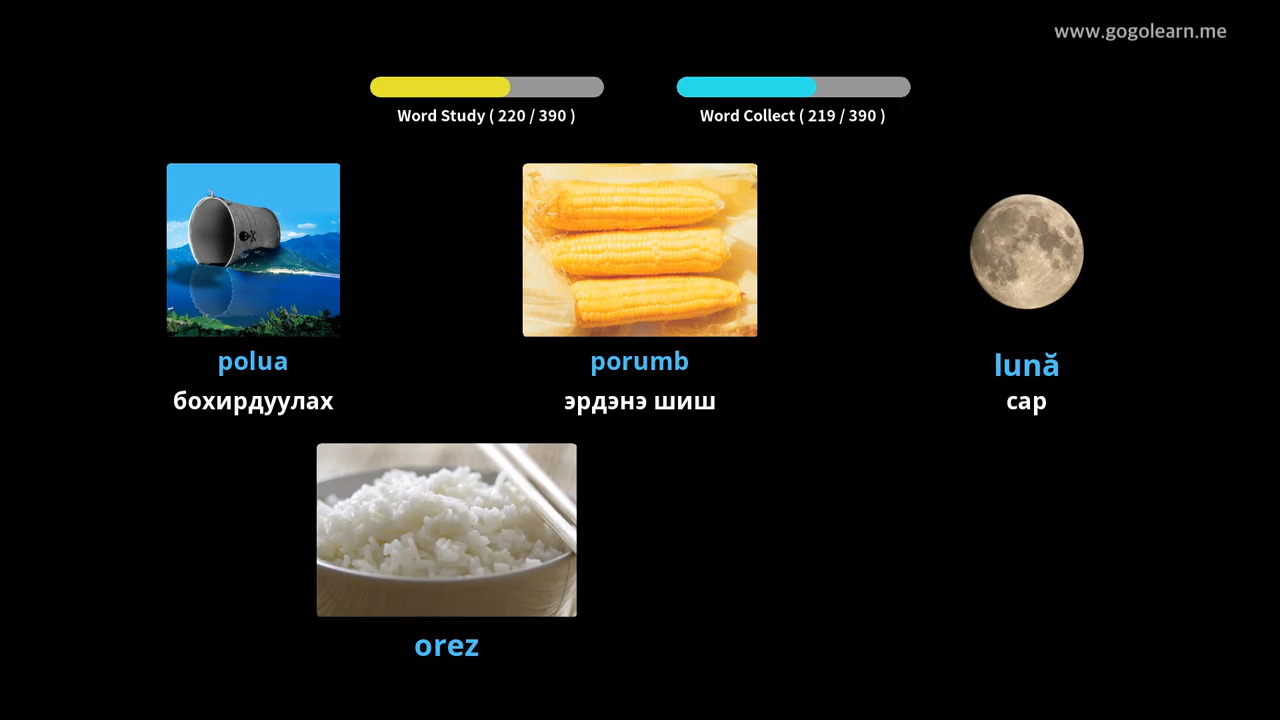 www.gogolearn.me
Word Study ( 220 / 390 )
Word Collect ( 219 / 390 )
polua
porumb
lună
бохирдуулах
эрдэнэ шиш
сар
orez